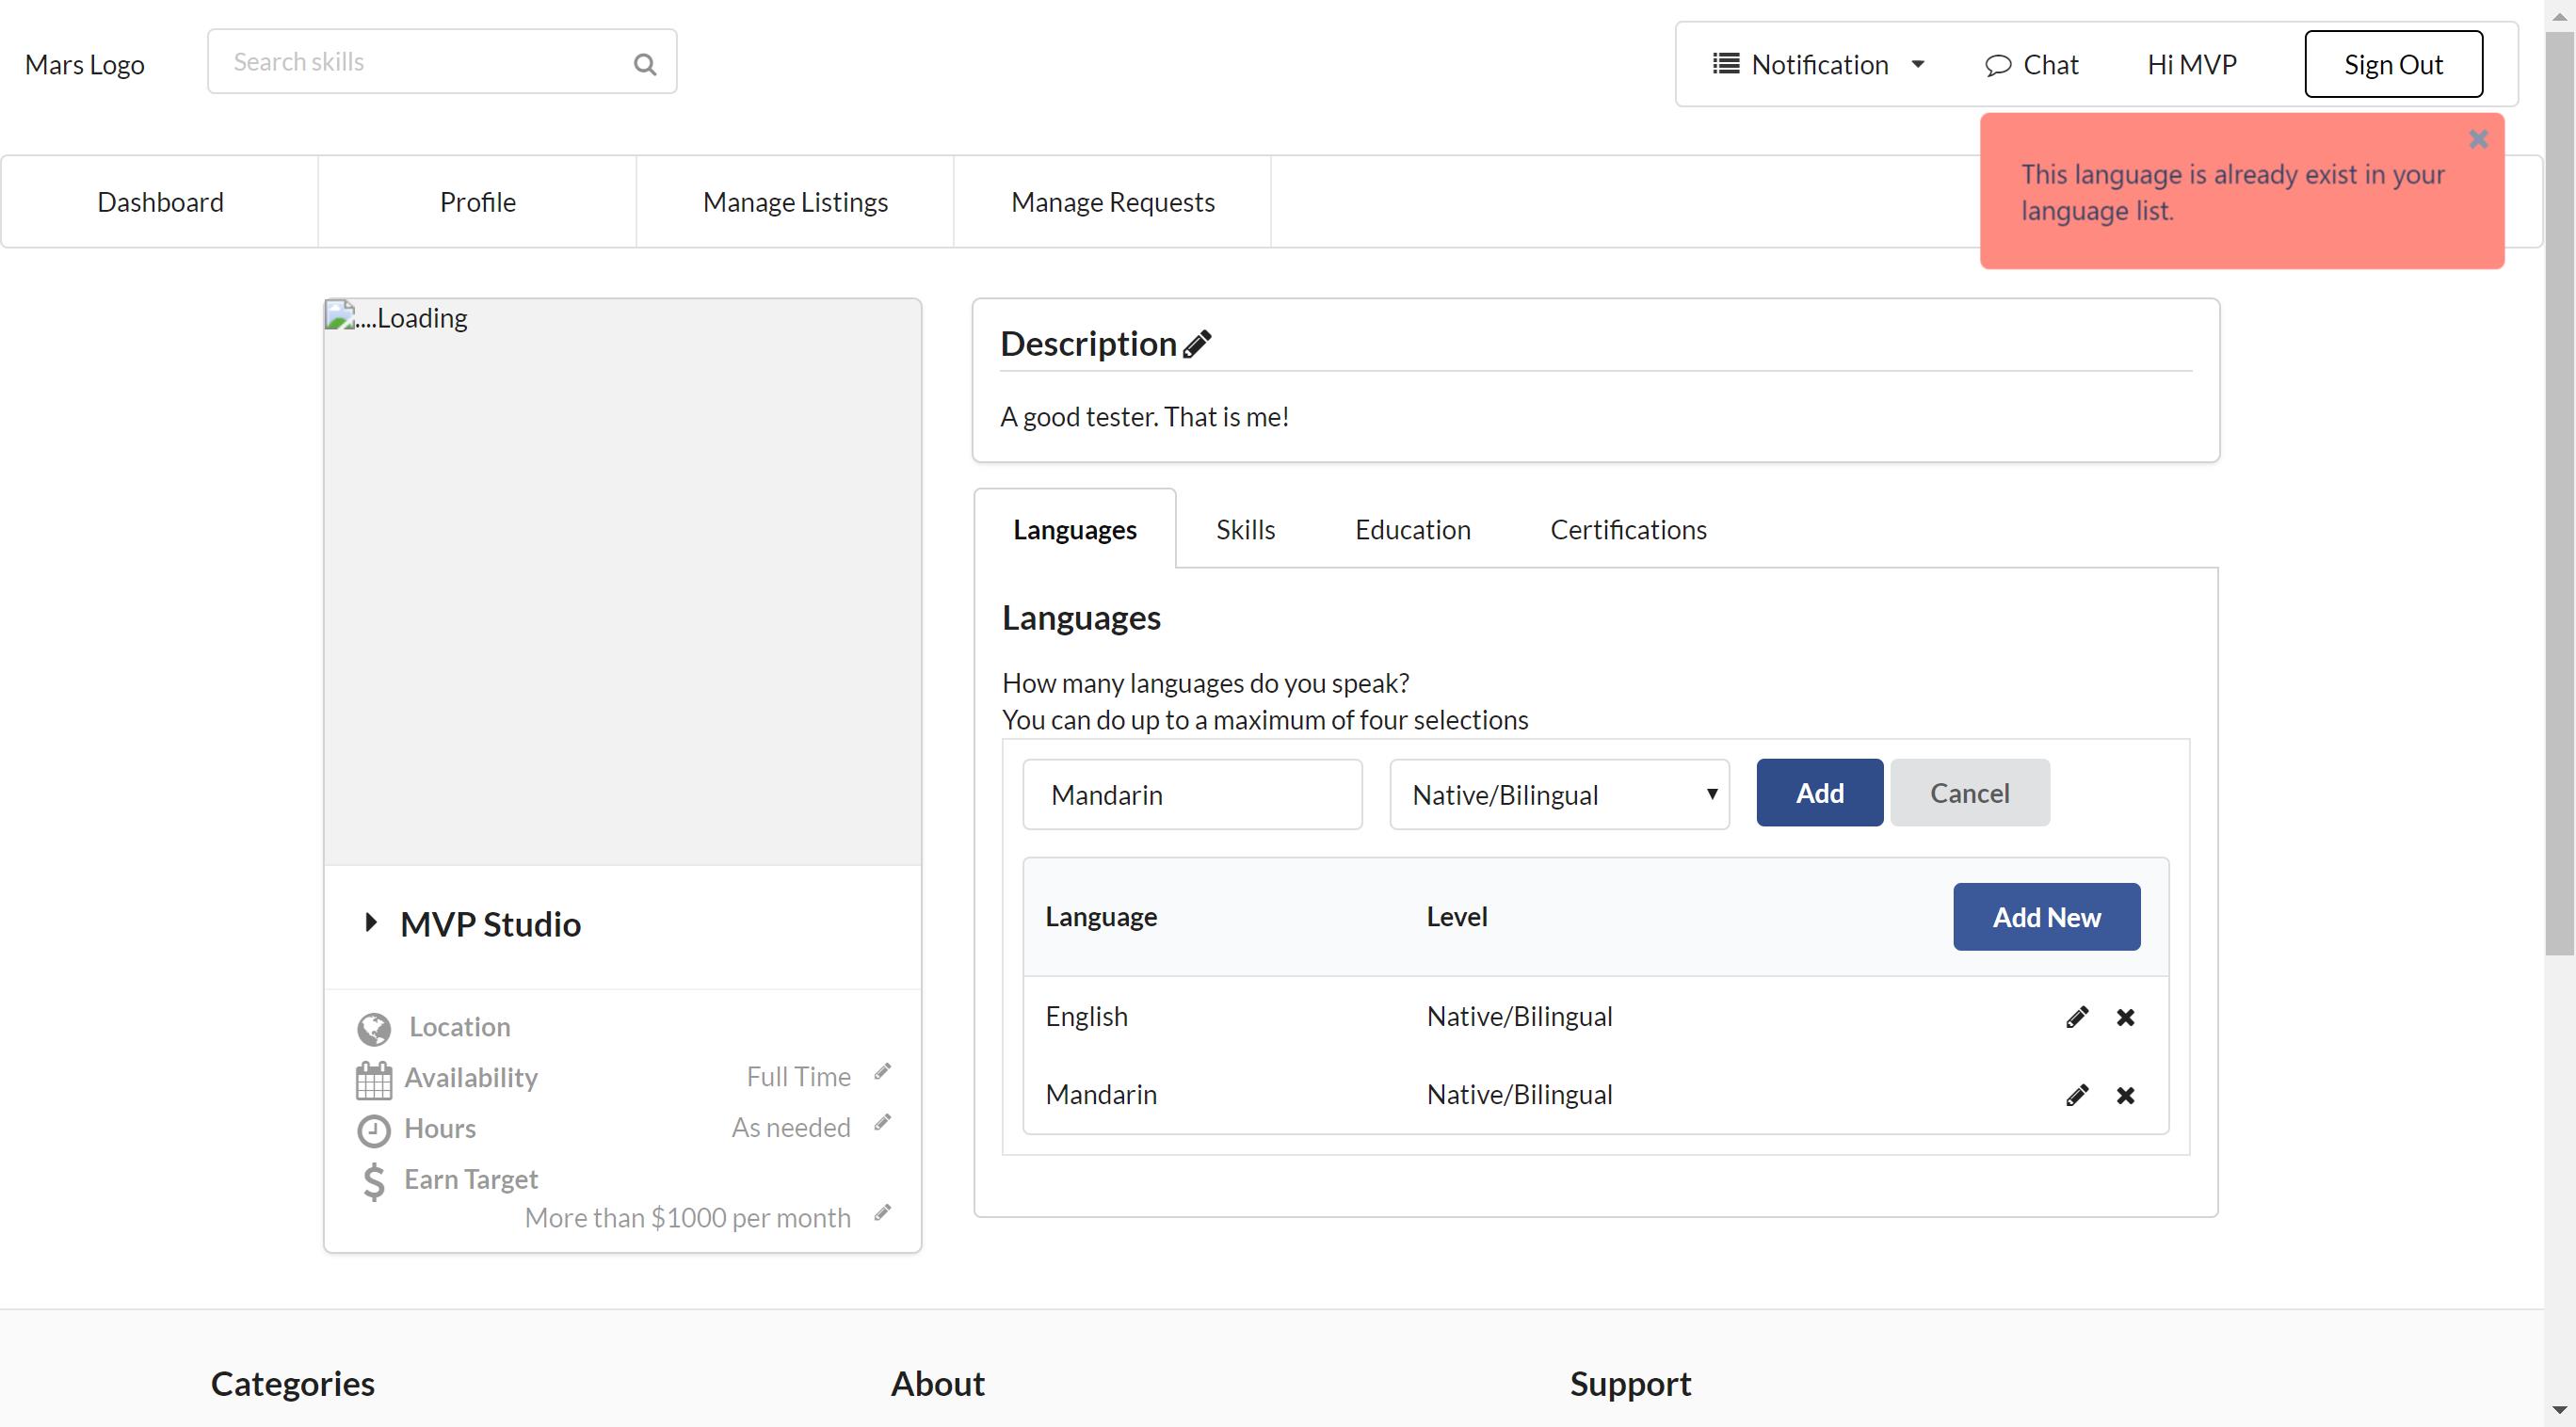 Mars Logo
Search skills
Notification
Chat
Hi MVP
Sign Out
This language is already exist in your
language list.
Dashboard
Profile
Manage Listings
Manage Requests
....Loading
MVP Studio
Location
Availability
Full Time
Hours
As needed
Earn Target
More than $1000 per month
Description
A good tester. That is me!
Languages
Skills
Education
Certifications
Languages
How many languages do you speak?
You can do up to a maximum of four selections
Mandarin
Native/Bilingual
Add
Cancel
Language
Level
Add New
English
Native/Bilingual
Mandarin
Native/Bilingual
Categories
About
Support